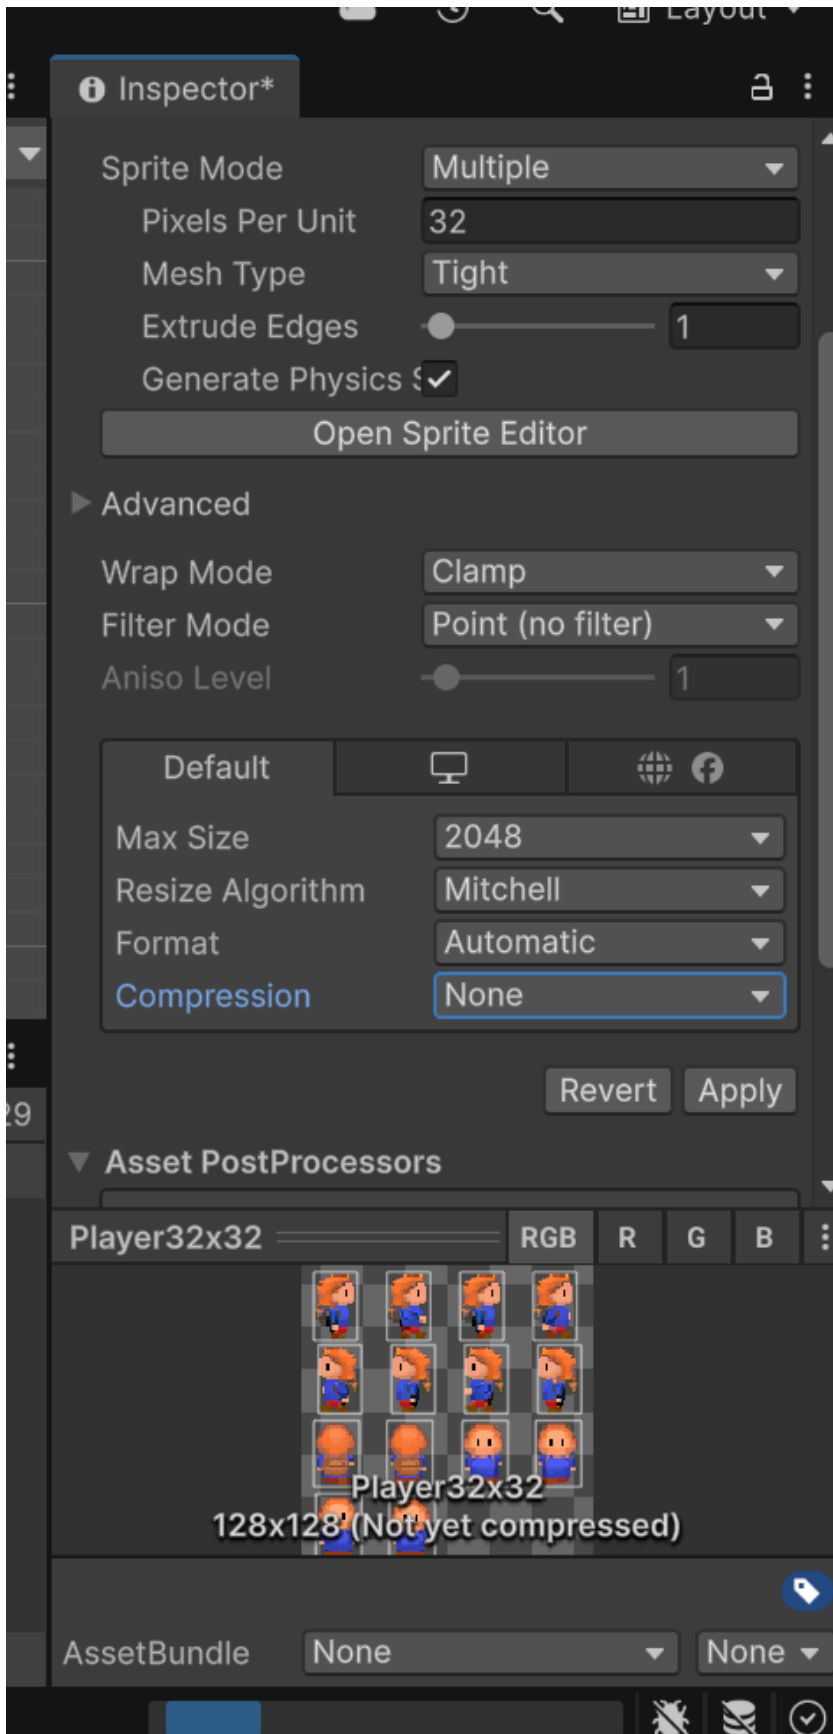 Layout
Inspector*
Sprite Mode Multiple
Pixels Per Unit 32
Mesh Type Tight
Extrude Edges 1
Generate Physics S
Open Sprite Editor
Advanced
Wrap Mode Clamp
Filter Mode Point (no filter)
Aniso Level 1
Default
Max Size 2048
Resize Algorithm Mitchell
Format Automatic
Compression None
Revert Apply
29
Asset PostProcessors
Player32x32 RGB R G B
Player32x32
128x128 (Not yet compressed)
AssetBundle None None